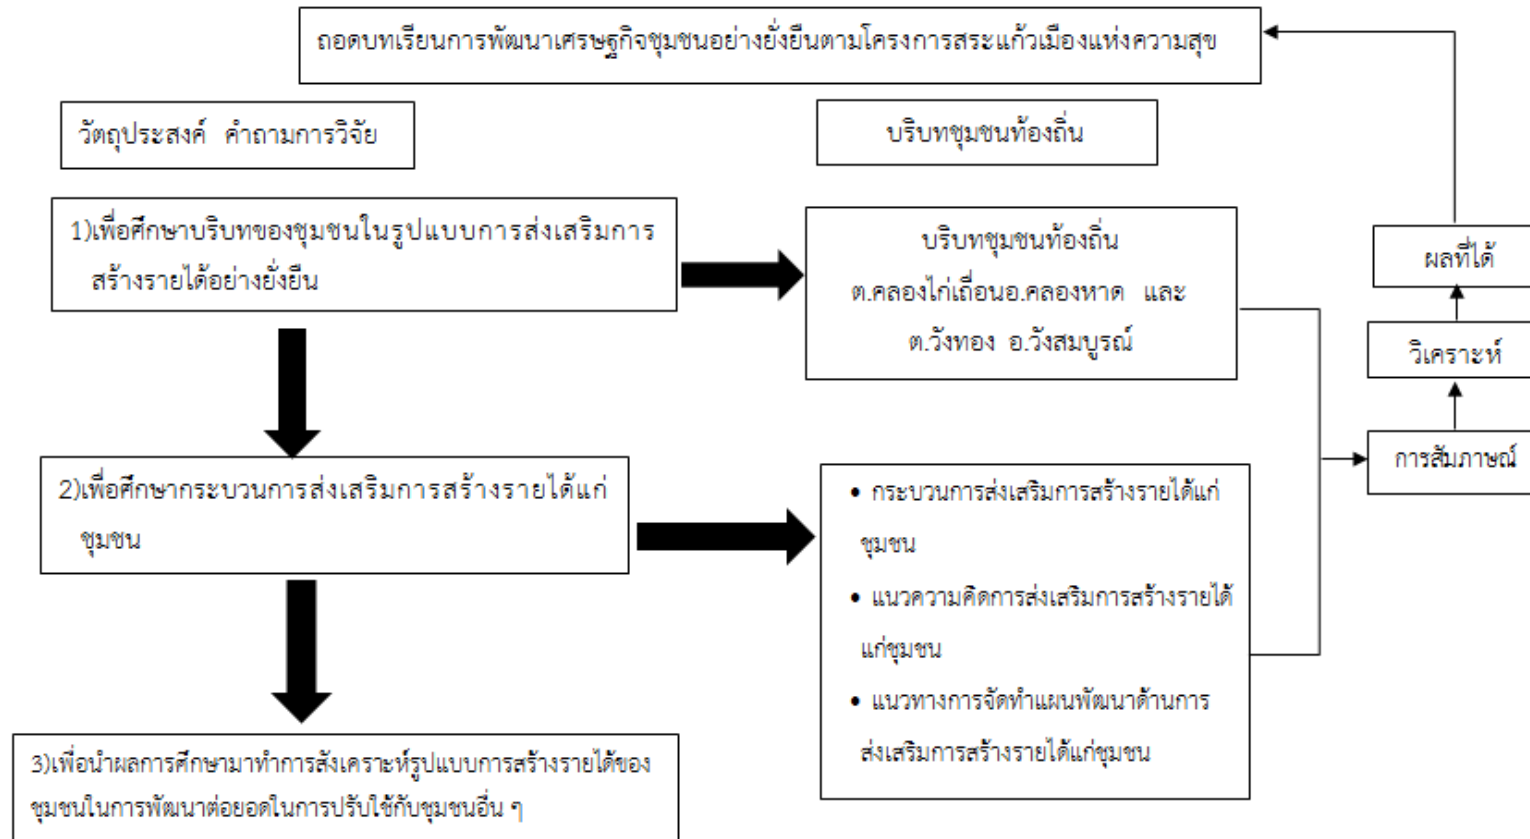 ถอดบทเรียนการพัฒนาเศรษฐกิจชุมชนอย่างยั่งยืนตามโครงการสระแก้วเมืองแห่งความสุข
วัตถุประสงค์ คำถามการวิจัย
บริบทชุมชนท้องถิ่น
1)เพื่อศึกษาบริบทของชุมชนในรูปแบบการส่งเสริมการ
สร้างรายได้อย่างยั่งยืน
บริบทชุมชนท้องถิ่น
ต.คลองไก่เถื่อนอ.คลองหาด และ
ต.วังทอง อ.วังสมบูรณ์
ผลที่ได้
วิเคราะห์
การสัมภาษณ์
2)เพื่อศึกษากระบวนการส่งเสริมการสร้างรายได้แก่
ชุมชน
• กระบวนการส่งเสริมการสร้างรายได้แก่
ชุมชน
• แนวความคิดการส่งเสริมการสร้างรายได้
แก่ชุมชน
• แนวทางการจัดทำแผนพัฒนาด้านการ
ส่งเสริมการสร้างรายได้แก่ชุมชน
3)เพื่อนำผลการศึกษามาทำการสังเคราะห์รูปแบบการสร้างรายได้ของ
ชุมชนในการพัฒนาต่อยอดในการปรับใช้กับชุมชนอื่น ๆ